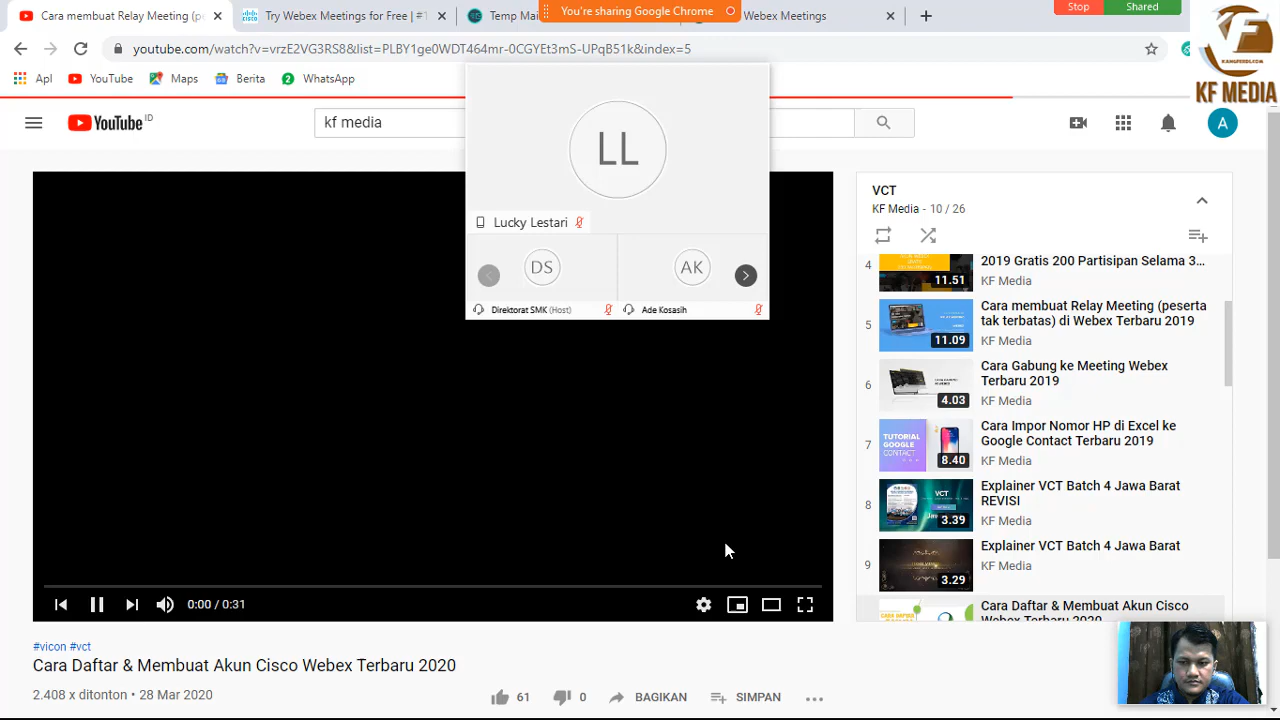 Cara membuat Relay Meeting (pe
Try Webex Meetings for Free | #1
You're sharing Google Chrome
Webex Meetings
Stop
Shared
youtube.com/watch?v=vrzE2VG3RS8&list=PLBY1ge0WDT464mr-0CGYEt8mS-UPqB51k&index=5
KANGFERDI.COM
KF MEDIA
Apl
YouTube
Maps
Berita
WhatsApp
YouTube ID
kf media
A
LL
Lucky Lestari
DS
AK
Direktorat SMK (Host)
Ade Kosasih
VCT
KF Media - 10 / 26
4
11.51
2019 Gratis 200 Partisipan Selama 3...
KF Media
5
11.09
Cara membuat Relay Meeting (peserta
tak terbatas) di Webex Terbaru 2019
KF Media
6
4.03
Cara Gabung ke Meeting Webex
Terbaru 2019
KF Media
7
TUTORIAL
GOOGLE
CONTACT
8.40
Cara Impor Nomor HP di Excel ke
Google Contact Terbaru 2019
KF Media
8
VCT
3.39
Explainer VCT Batch 4 Jawa Barat
REVISI
KF Media
9
3.29
Explainer VCT Batch 4 Jawa Barat
KF Media
CARA DAFTAR
Cara Daftar & Membuat Akun Cisco
Webex Terbaru 2020
0:00 / 0:31
#vicon #vct
Cara Daftar & Membuat Akun Cisco Webex Terbaru 2020
2.408 x ditonton • 28 Mar 2020
61
0
BAGIKAN
SIMPAN